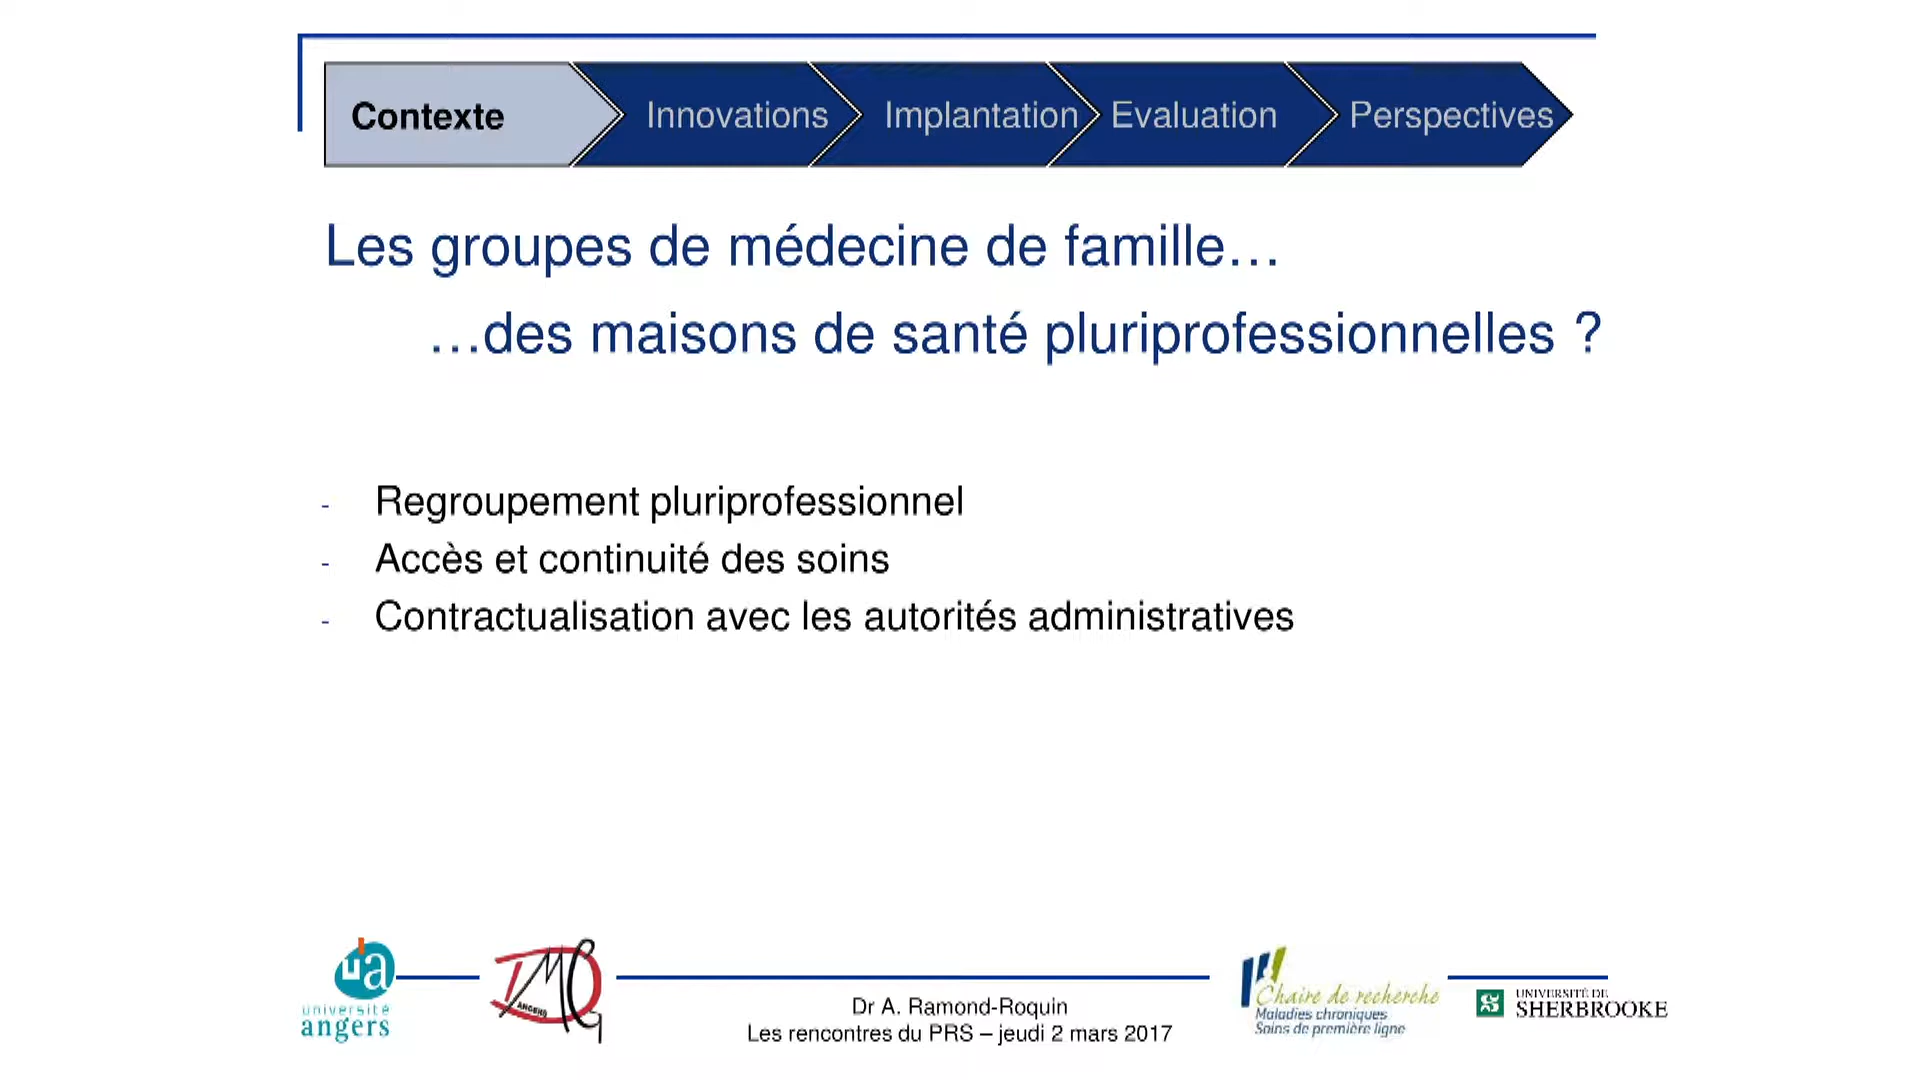 Contexte
Innovations
Implantation
Evaluation
Perspectives
Les groupes de médecine de famille…
…des maisons de santé pluriprofessionnelles ?
- Regroupement pluriprofessionnel
- Accès et continuité des soins
- Contractualisation avec les autorités administratives
ua
université
angers
DMG
ANGERS
Dr A. Ramond-Roquin
Les rencontres du PRS – jeudi 2 mars 2017
Chaire de recherche
Maladies chroniques
Soins de première ligne
UNIVERSITÉ DE
SHERBROOKE